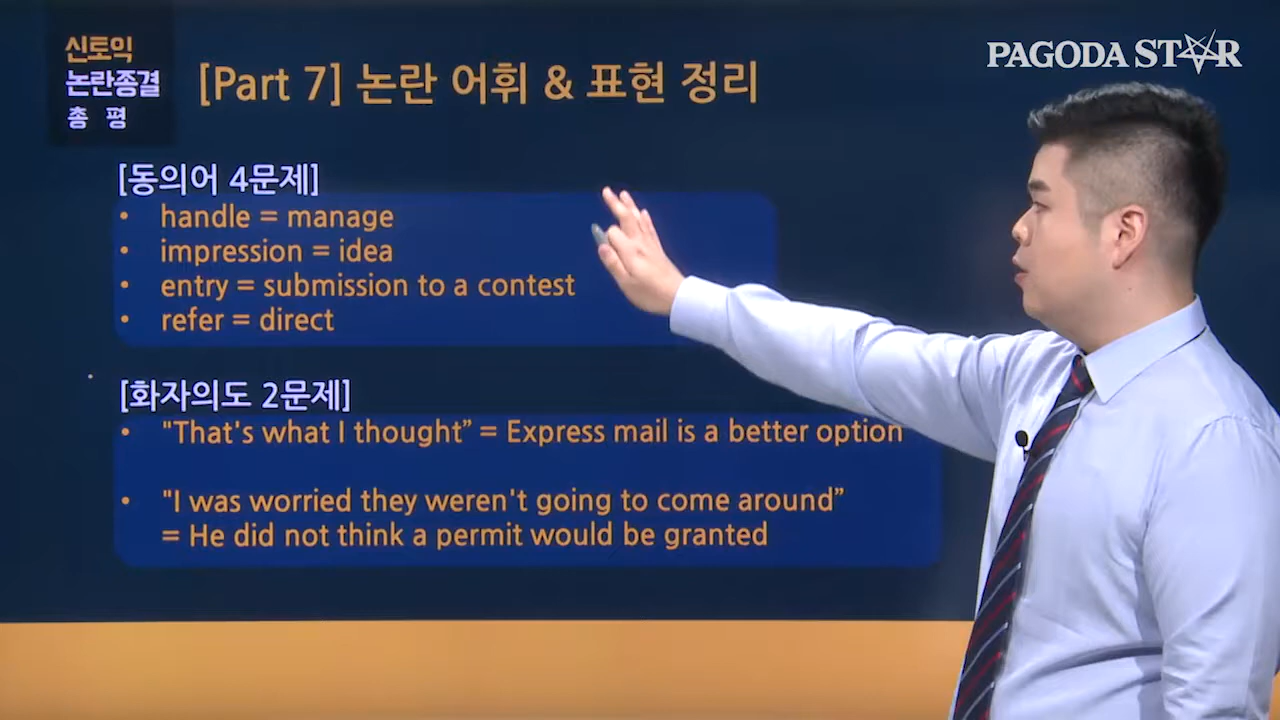 신토익
논란종결
총 평
[Part 7] 논란 어휘 & 표현 정리
PAGODA STAR
[동의어 4문제]
• handle = manage
• impression = idea
• entry = submission to a contest
• refer = direct
[화자의도 2문제]
• "That's what I thought” = Express mail is a better option
• "I was worried they weren't going to come around”
= He did not think a permit would be granted